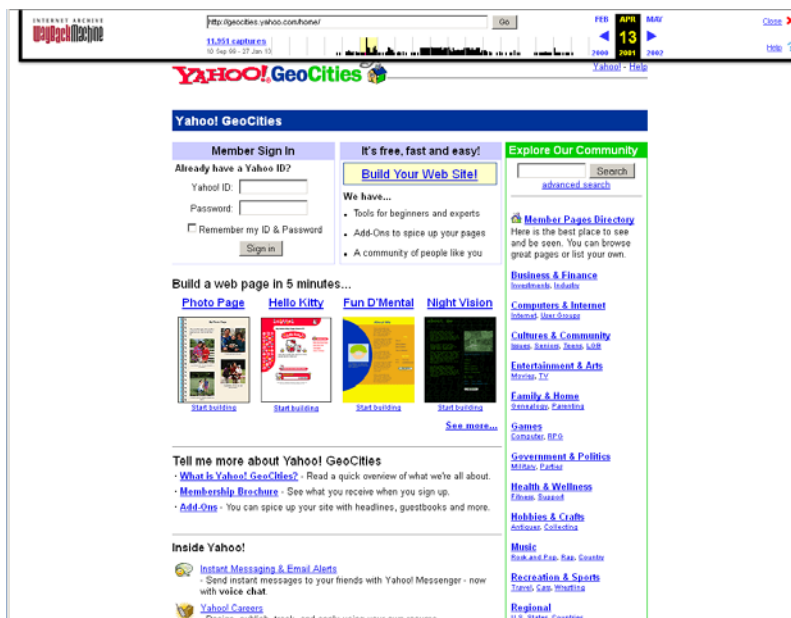 INTERNET ARCHIVE
WayBackMachine
http://geocities.yahoo.com/home/
Go
11,951 captures
10 Sep 99 - 27 Jan 13
FEB APR MAY
13
2000 2001 2002
Close
Help
YAHOO! GeoCities
Yahoo! - Help
Yahoo! GeoCities
Member Sign In
Already have a Yahoo ID?
Yahoo! ID:
Password:
Remember my ID & Password
Sign in
It's free, fast and easy!
Build Your Web Site!
We have...
Tools for beginners and experts
Add-Ons to spice up your pages
A community of people like you
Build a web page in 5 minutes...
Photo Page Hello Kitty Fun D'Mental Night Vision
Start building Start building Start building Start building
See more...
Tell me more about Yahoo! GeoCities
· What is Yahoo! GeoCities? - Read a quick overview of what we're all about.
· Membership Brochure - See what you receive when you sign up.
· Add-Ons - You can spice up your site with headlines, guestbooks and more.
Inside Yahoo!
Instant Messaging & Email Alerts
- Send instant messages to your friends with Yahoo! Messenger - now
with voice chat.
Yahoo! Careers
Explore Our Community
Search
advanced search
Member Pages Directory
Here is the best place to see
and be seen. You can browse
great pages or list your own.
Business & Finance
Investments, Industry
Computers & Internet
Internet, User Groups
Cultures & Community
Issues, Seniors, Teens, LGB
Entertainment & Arts
Movies, TV
Family & Home
Genealogy, Parenting
Games
Computer, RPG
Government & Politics
Military, Parties
Health & Wellness
Fitness, Support
Hobbies & Crafts
Antiques, Collecting
Music
Rock and Pop, Rap, Country
Recreation & Sports
Travel, Cars, Wrestling
Regional
U.S. States, Countries